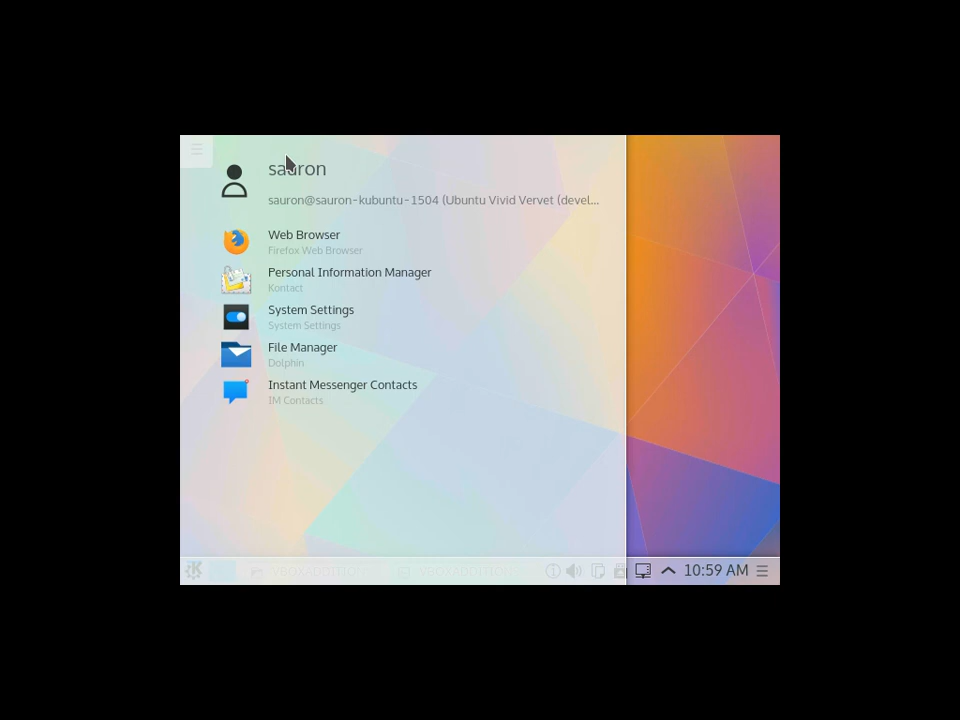 sauron
sauron@sauron-kubuntu-1504 (Ubuntu Vivid Vervet (devel...
Web Browser
Firefox Web Browser
Personal Information Manager
Kontact
System Settings
System Settings
File Manager
Dolphin
Instant Messenger Contacts
IM Contacts
10:59 AM